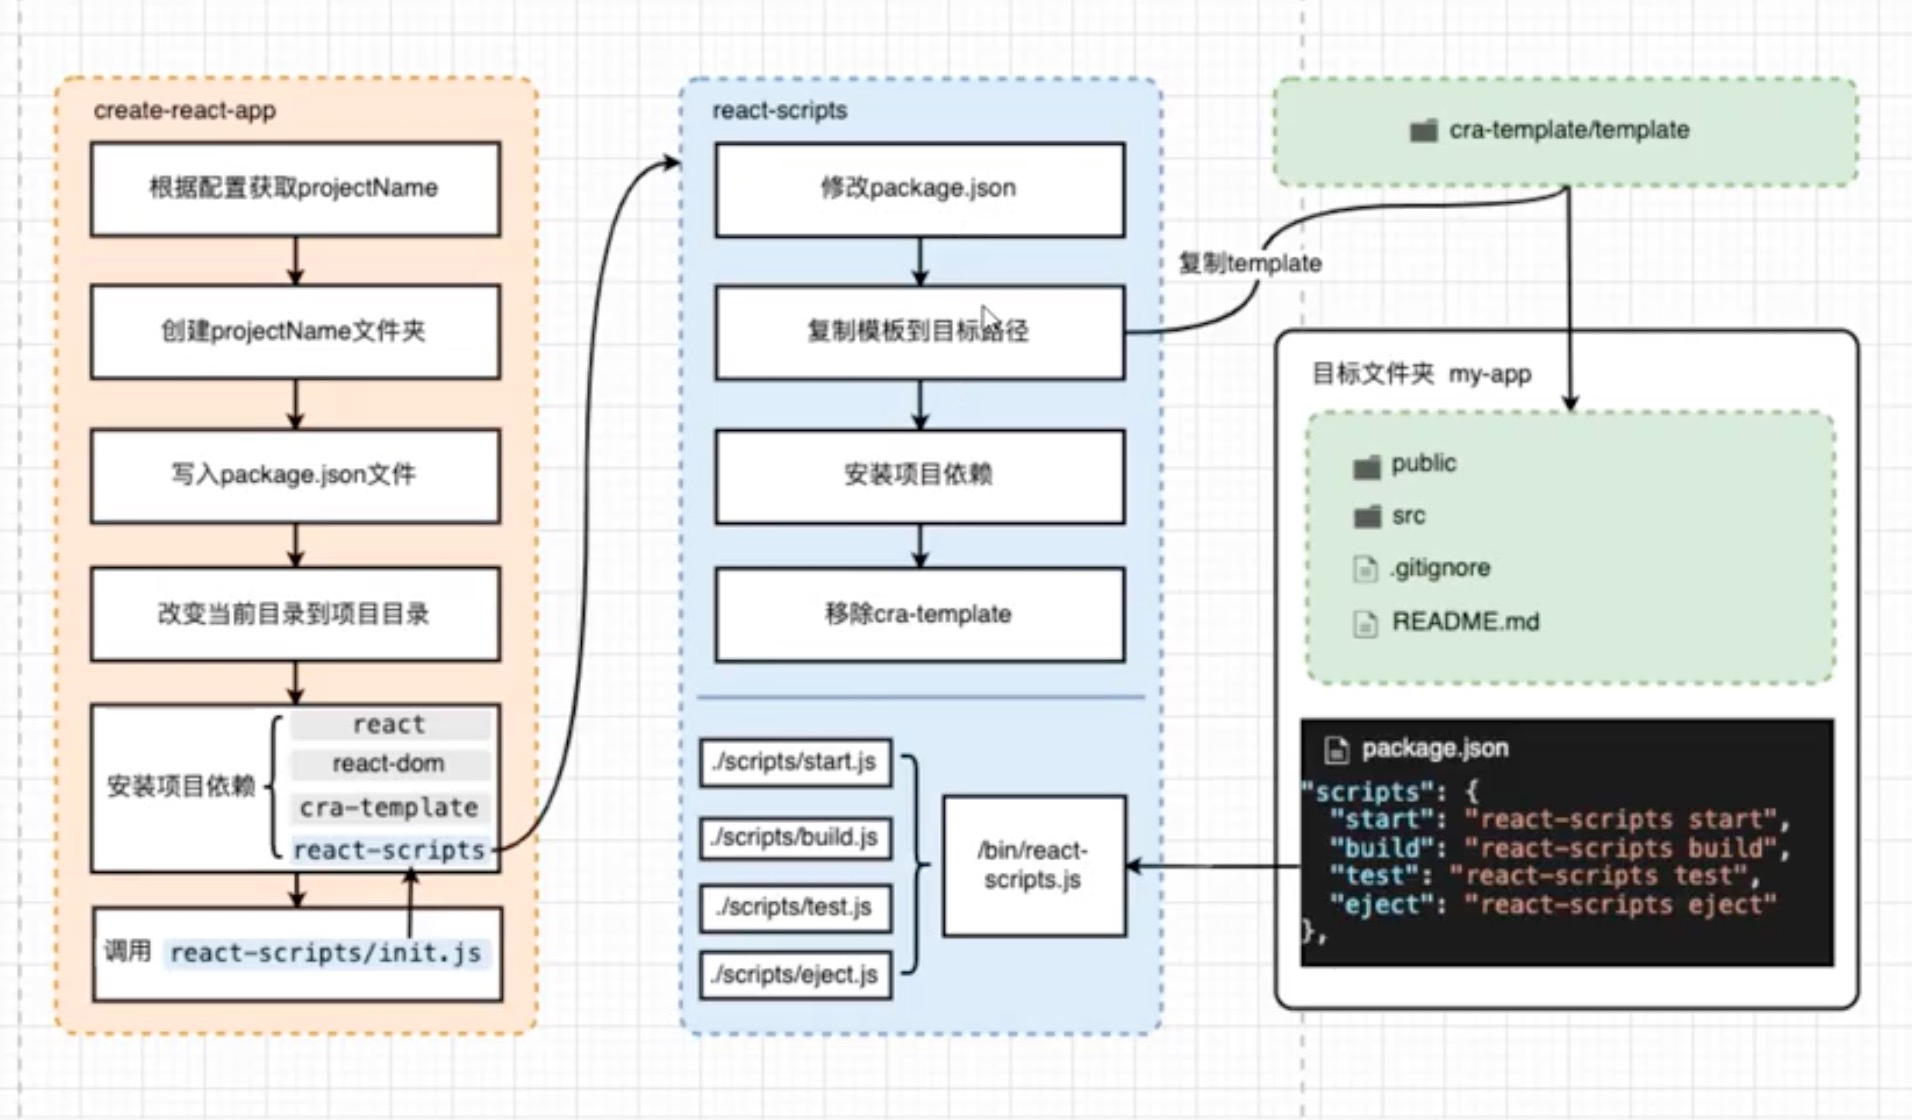 create-react-app
根据配置获取projectName
创建projectName文件夹
写入package.json文件
改变当前目录到项目目录
安装项目依赖
react
react-dom
cra-template
react-scripts
调用 react-scripts/init.js
react-scripts
修改package.json
复制模板到目标路径
安装项目依赖
移除cra-template
./scripts/start.js
./scripts/build.js
./scripts/test.js
./scripts/eject.js
/bin/react-
scripts.js
cra-template/template
复制template
目标文件夹 my-app
public
src
.gitignore
README.md
package.json
"scripts": {
"start": "react-scripts start",
"build": "react-scripts build",
"test": "react-scripts test",
"eject": "react-scripts eject"
},